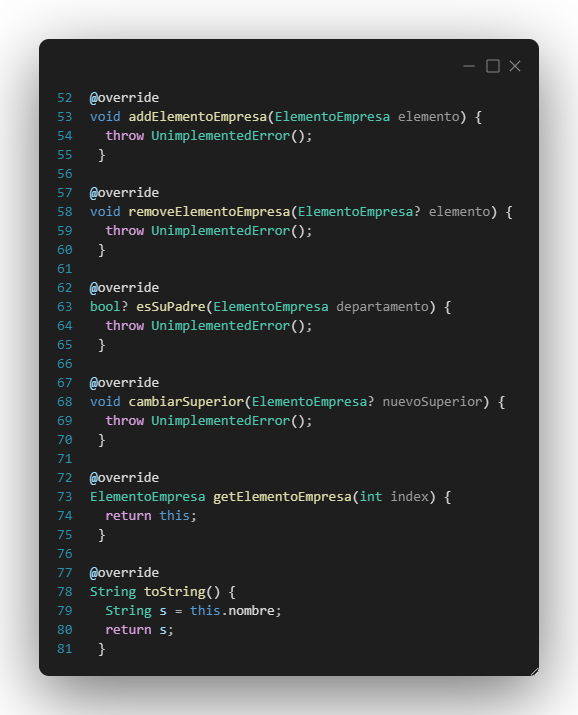 52 @override
53 void addElementoEmpresa(ElementoEmpresa elemento) {
54   throw UnimplementedError();
55  }
56
57 @override
58 void removeElementoEmpresa(ElementoEmpresa? elemento) {
59   throw UnimplementedError();
60  }
61
62 @override
63 bool? esSuPadre(ElementoEmpresa departamento) {
64   throw UnimplementedError();
65  }
66
67 @override
68 void cambiarSuperior(ElementoEmpresa? nuevoSuperior) {
69   throw UnimplementedError();
70  }
71
72 @override
73 ElementoEmpresa getElementoEmpresa(int index) {
74   return this;
75  }
76
77 @override
78 String toString() {
79   String s = this.nombre;
80   return s;
81  }